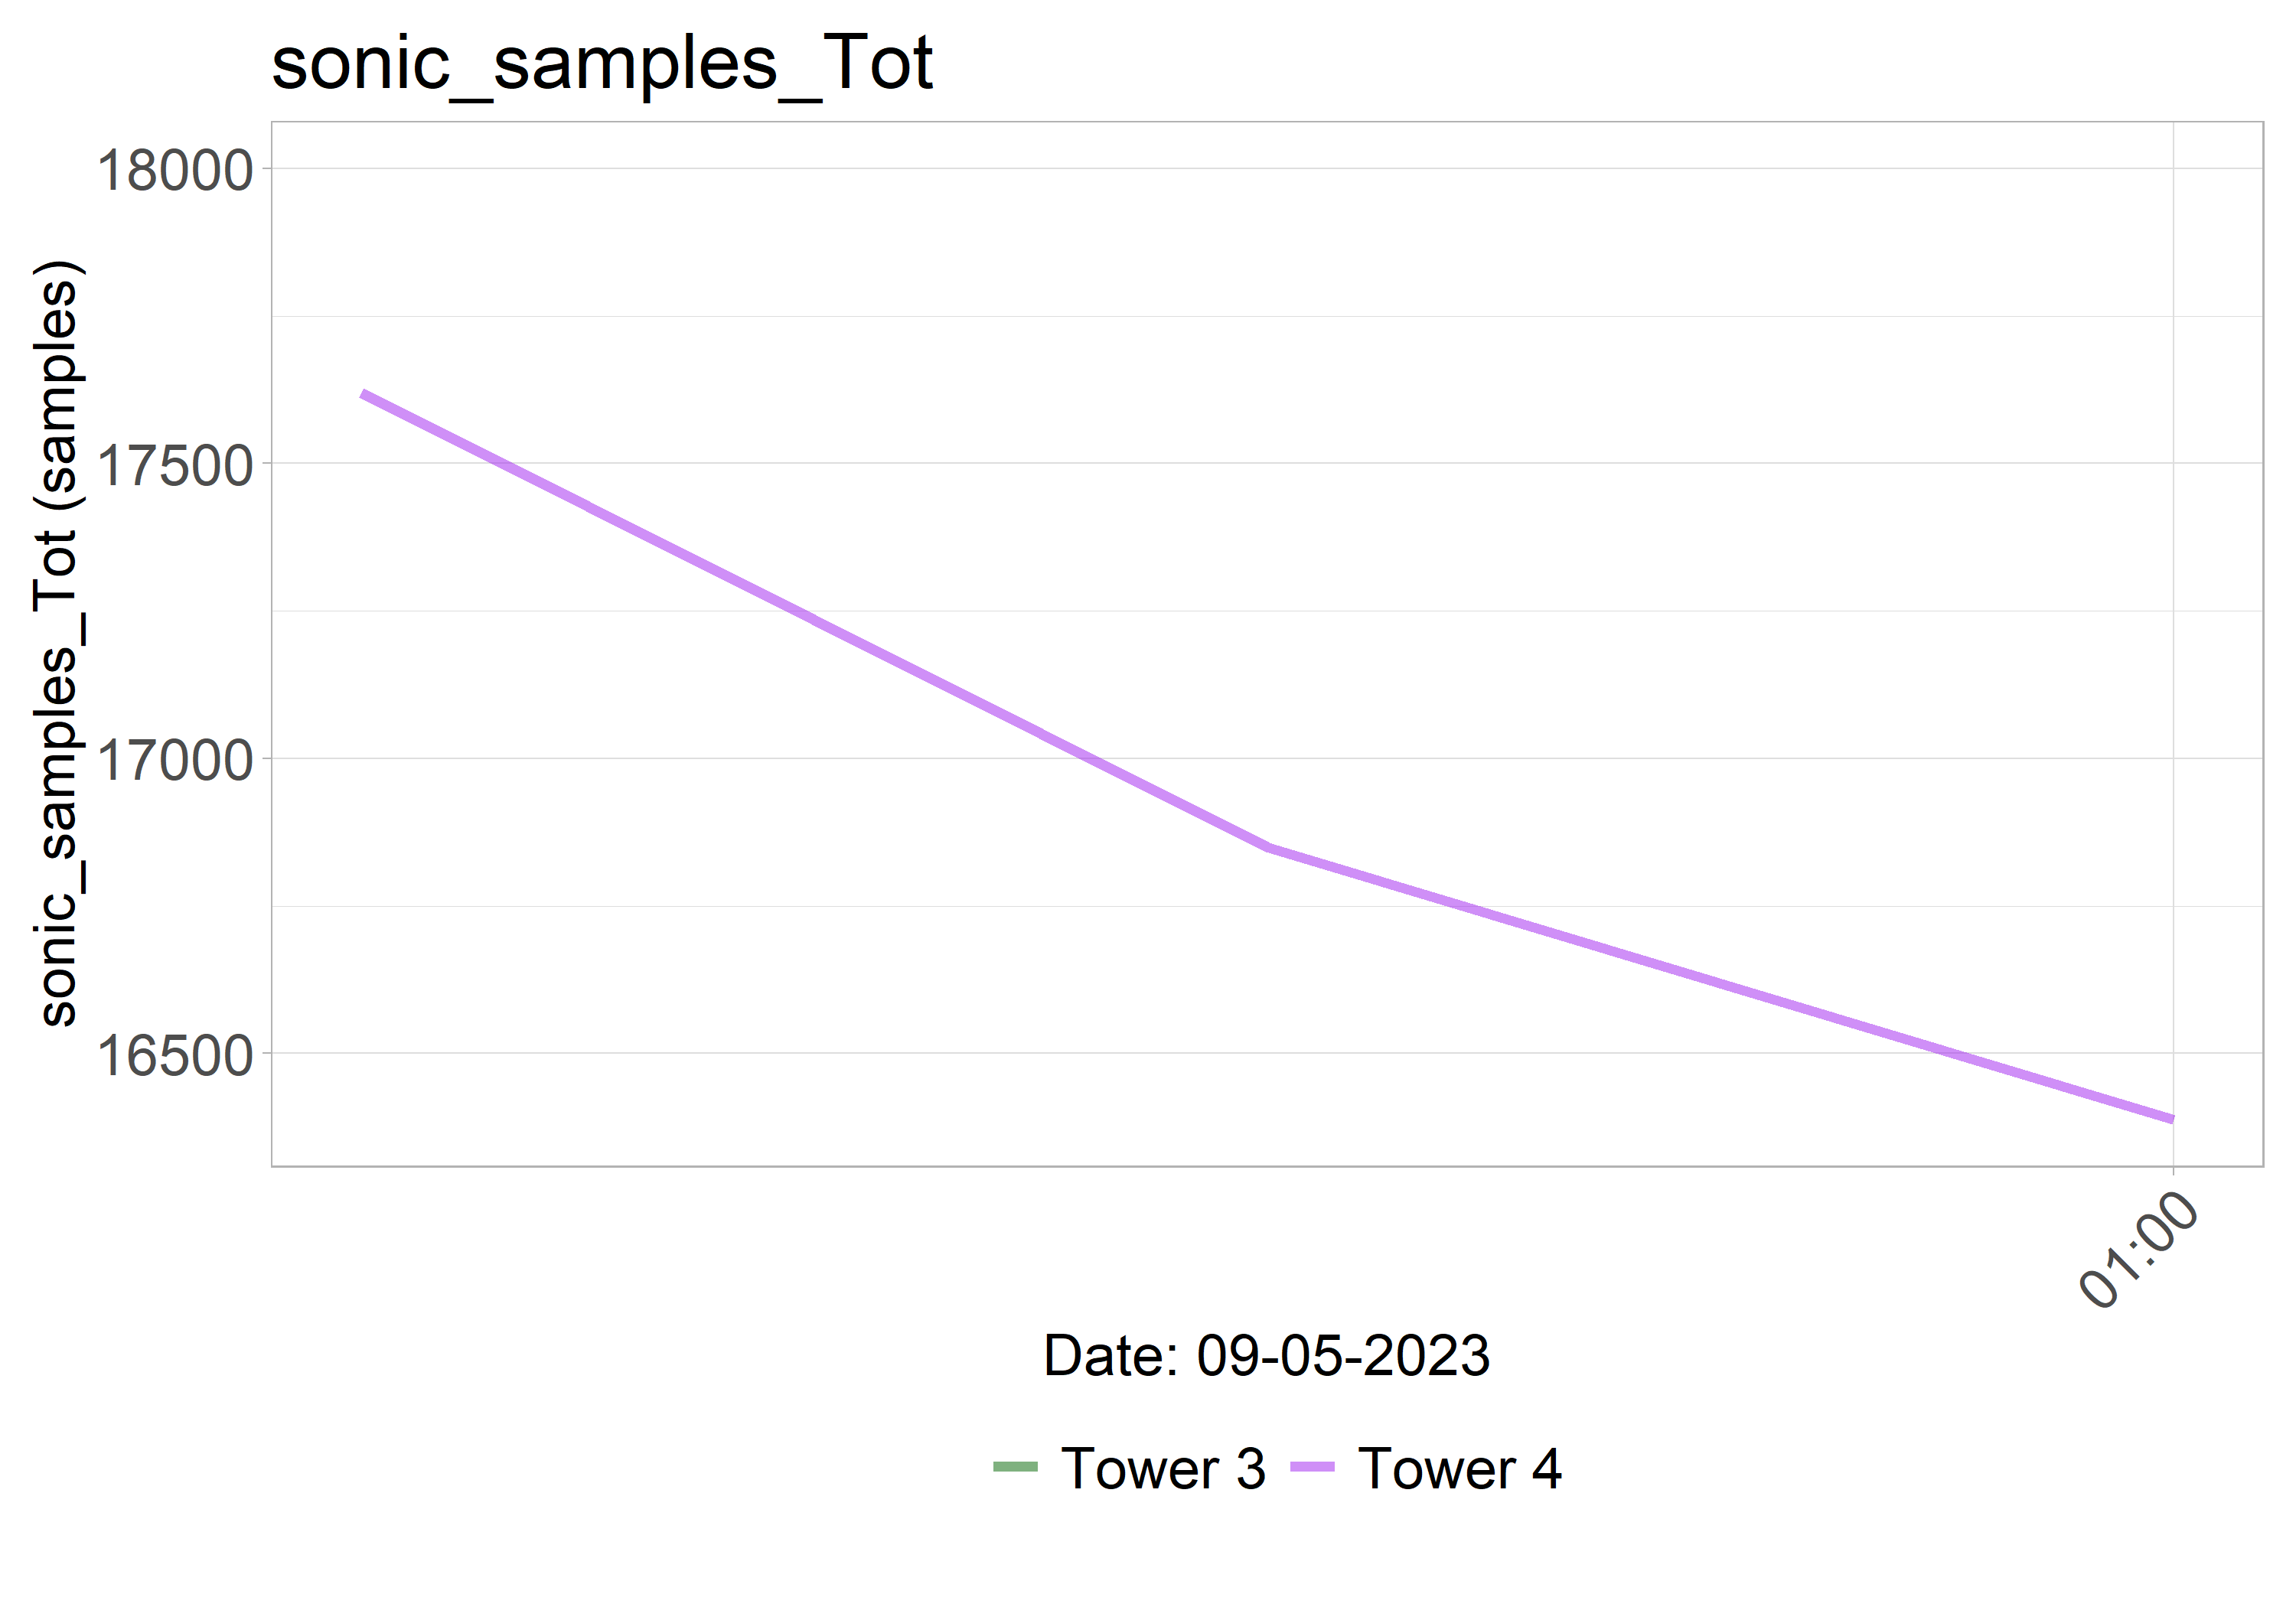 sonic_samples_Tot
sonic_samples_Tot (samples)
18000
17500
17000
16500
01:00
Date: 09-05-2023
Tower 3 Tower 4